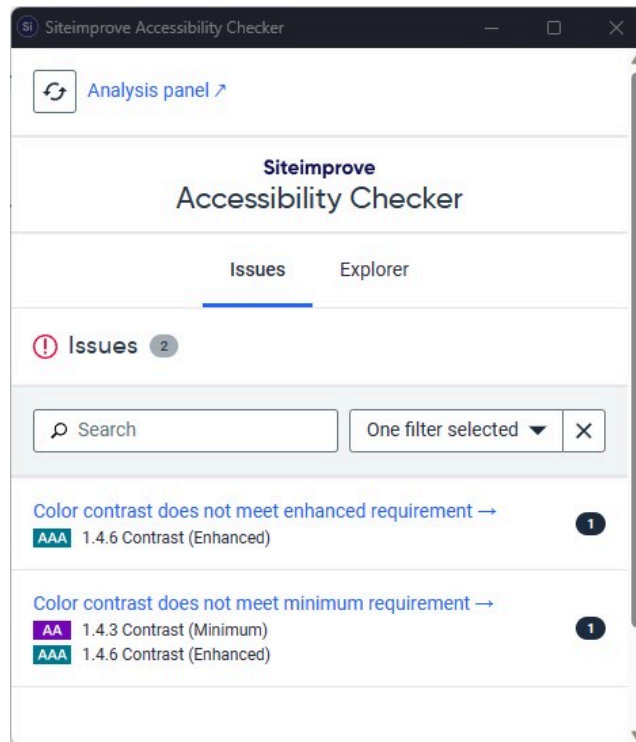 Si Siteimprove Accessibility Checker
Analysis panel ↗
Siteimprove
Accessibility Checker
Issues Explorer
Issues 2
Search One filter selected
Color contrast does not meet enhanced requirement → 1
AAA 1.4.6 Contrast (Enhanced)
Color contrast does not meet minimum requirement →
AA 1.4.3 Contrast (Minimum) 1
AAA 1.4.6 Contrast (Enhanced)